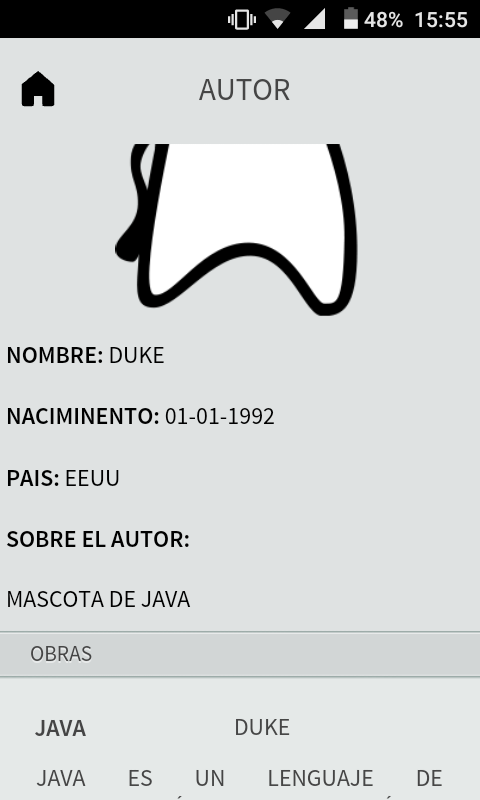 48% 15:55
AUTOR
NOMBRE: DUKE
NACIMINENTO: 01-01-1992
PAIS: EEUU
SOBRE EL AUTOR:
MASCOTA DE JAVA
OBRAS
JAVA DUKE
JAVA ES UN LENGUAJE DE